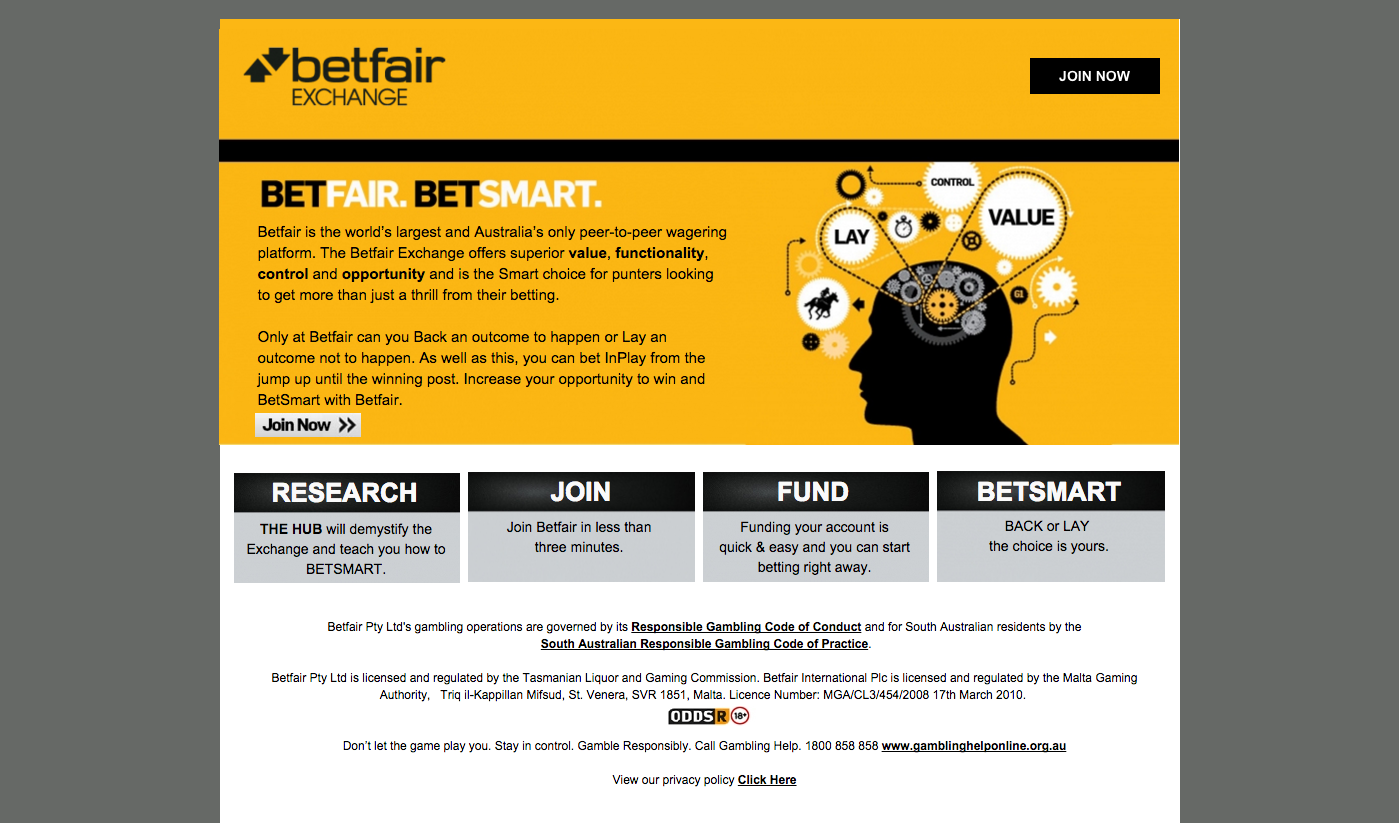 betfair
EXCHANGE
JOIN NOW
BETFAIR. BETSMART.
Betfair is the world's largest and Australia's only peer-to-peer wagering
platform. The Betfair Exchange offers superior value, functionality,
control and opportunity and is the Smart choice for punters looking
to get more than just a thrill from their betting.
Only at Betfair can you Back an outcome to happen or Lay an
outcome not to happen. As well as this, you can bet InPlay from the
jump up until the winning post. Increase your opportunity to win and
BetSmart with Betfair.
Join Now
CONTROL
VALUE
LAY
G1
RESEARCH
THE HUB will demystify the
Exchange and teach you how to
BETSMART.
JOIN
Join Betfair in less than
three minutes.
FUND
Funding your account is
quick & easy and you can start
betting right away.
BETSMART
BACK or LAY
the choice is yours.
Betfair Pty Ltd's gambling operations are governed by its Responsible Gambling Code of Conduct and for South Australian residents by the
South Australian Responsible Gambling Code of Practice.
Betfair Pty Ltd is licensed and regulated by the Tasmanian Liquor and Gaming Commission. Betfair International Plc is licensed and regulated by the Malta Gaming
Authority, Triq il-Kappillan Mifsud, St. Venera, SVR 1851, Malta. Licence Number: MGA/CL3/454/2008 17th March 2010.
ODDS R 18+
Don't let the game play you. Stay in control. Gamble Responsibly. Call Gambling Help. 1800 858 858 www.gamblinghelponline.org.au
View our privacy policy Click Here